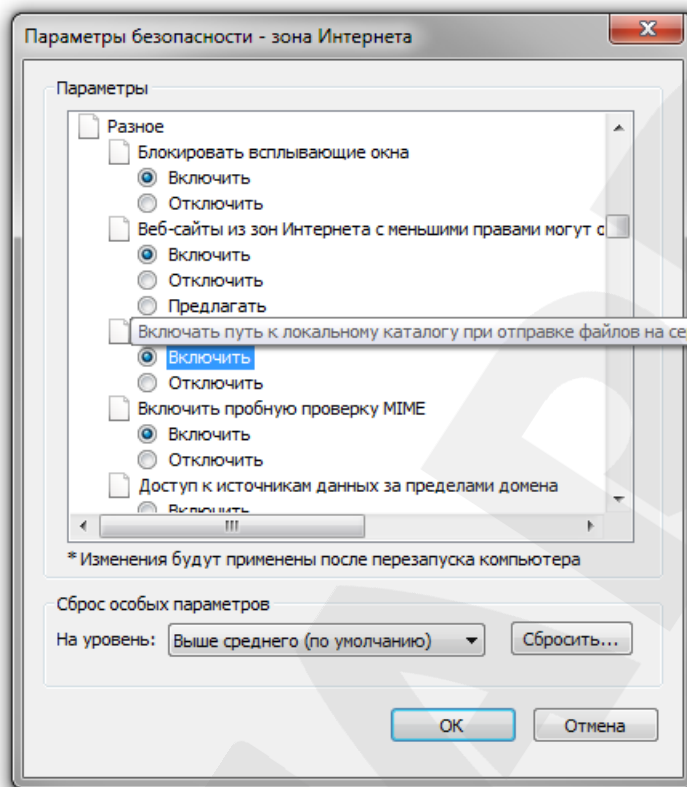 Параметры безопасности - зона Интернета
Параметры
Разное
Блокировать всплывающие окна
Включить
Отключить
Веб-сайты из зон Интернета с меньшими правами могут
Включить
Отключить
Предлагать
Включать путь к локальному каталогу при отправке файлов на
Включить
Отключить
Включить пробную проверку MIME
Включить
Отключить
Доступ к источникам данных за пределами домена
Включить
* Изменения будут применены после перезапуска компьютера
Сброс особых параметров
На уровень: Выше среднего (по умолчанию) Сбросить...
OK Отмена